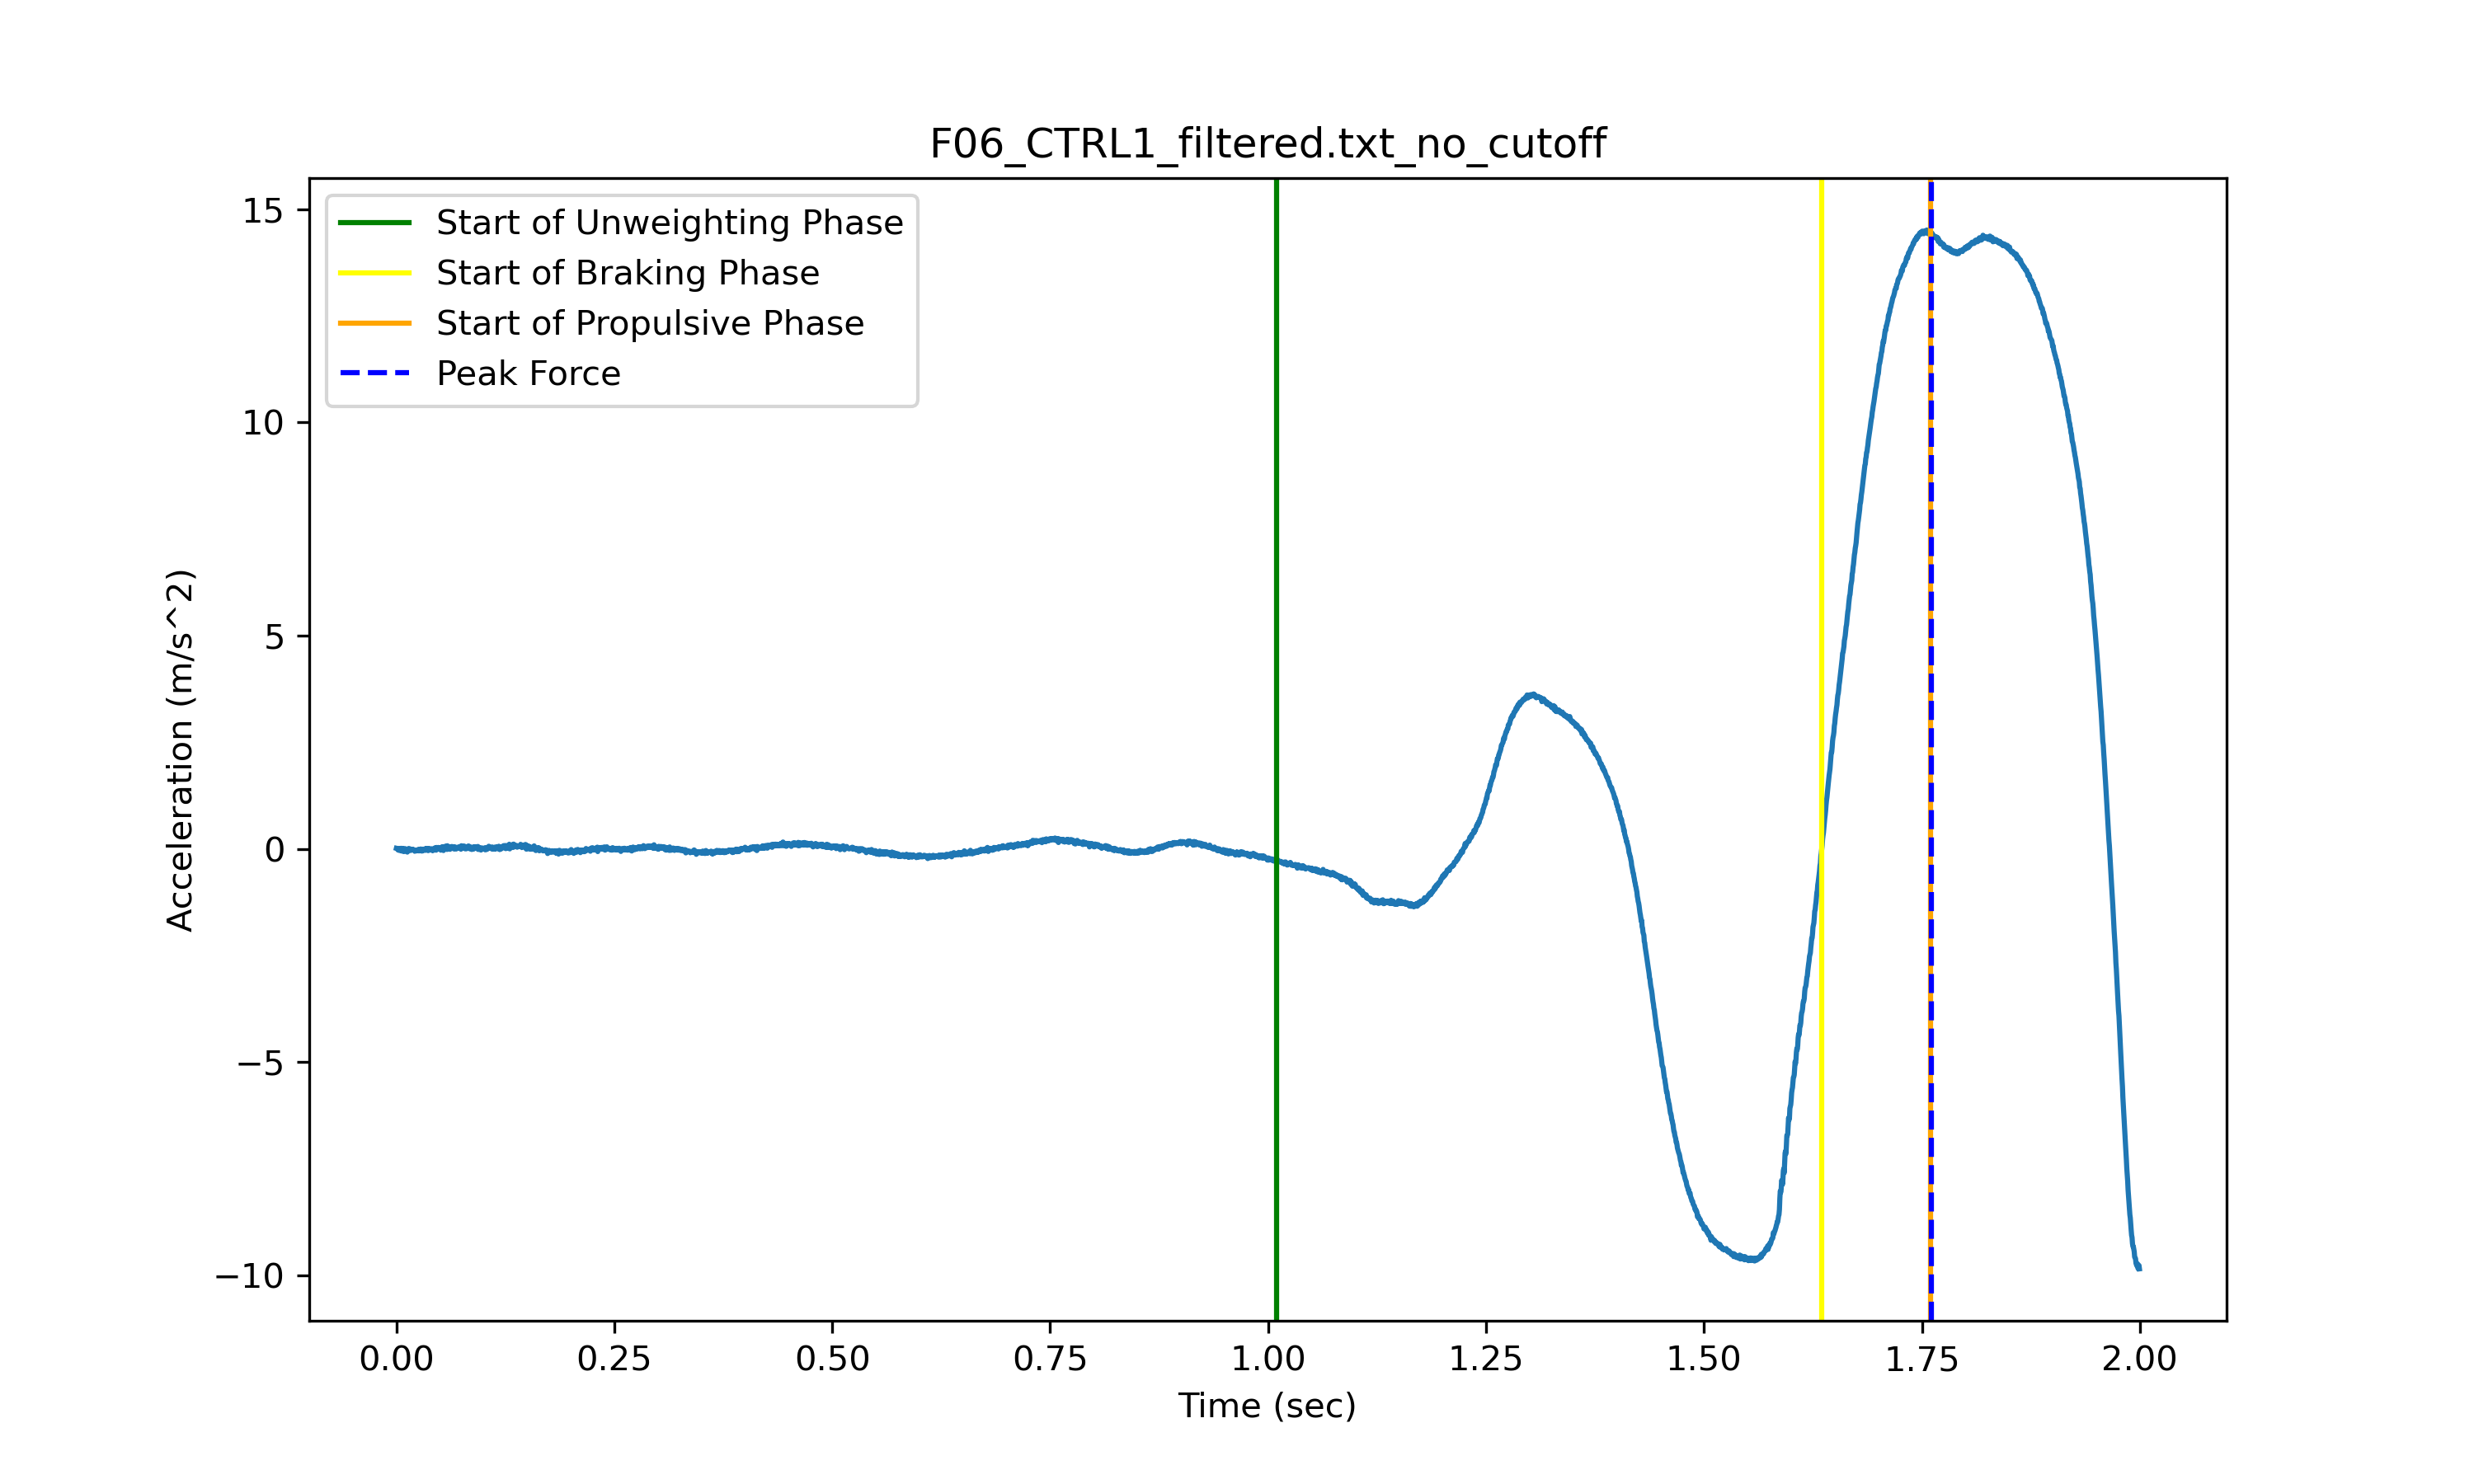 F06_CTRL1_filtered.txt_no_cutoff
Start of Unweighting Phase
Start of Braking Phase
Start of Propulsive Phase
Peak Force
15
10
5
0
−5
−10
Acceleration (m/s^2)
0.00 0.25 0.50 0.75 1.00 1.25 1.50 1.75 2.00
Time (sec)